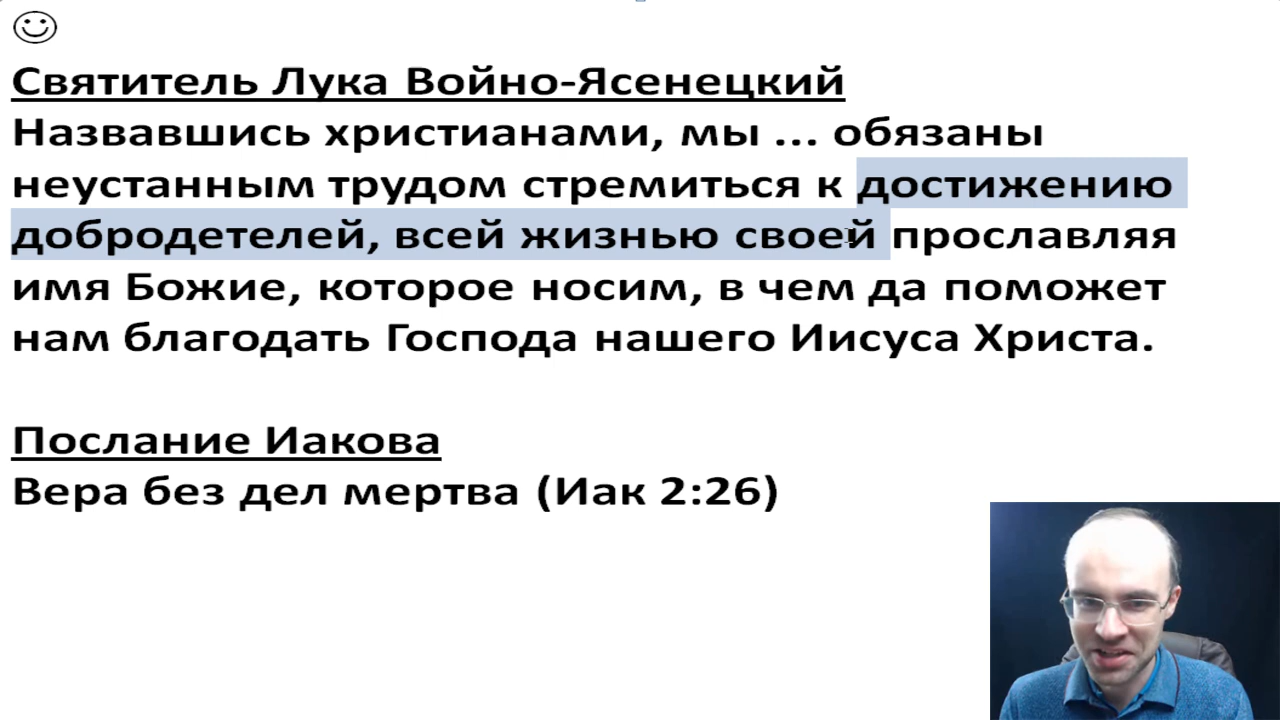 Святитель Лука Войно-Ясенецкий
Назвавшись христианами, мы ... обязаны
неустанным трудом стремиться к достижению
добродетелей, всей жизнью своей прославляя
имя Божие, которое носим, в чем да поможет
нам благодать Господа нашего Иисуса Христа.
Послание Иакова
Вера без дел мертва (Иак 2:26)